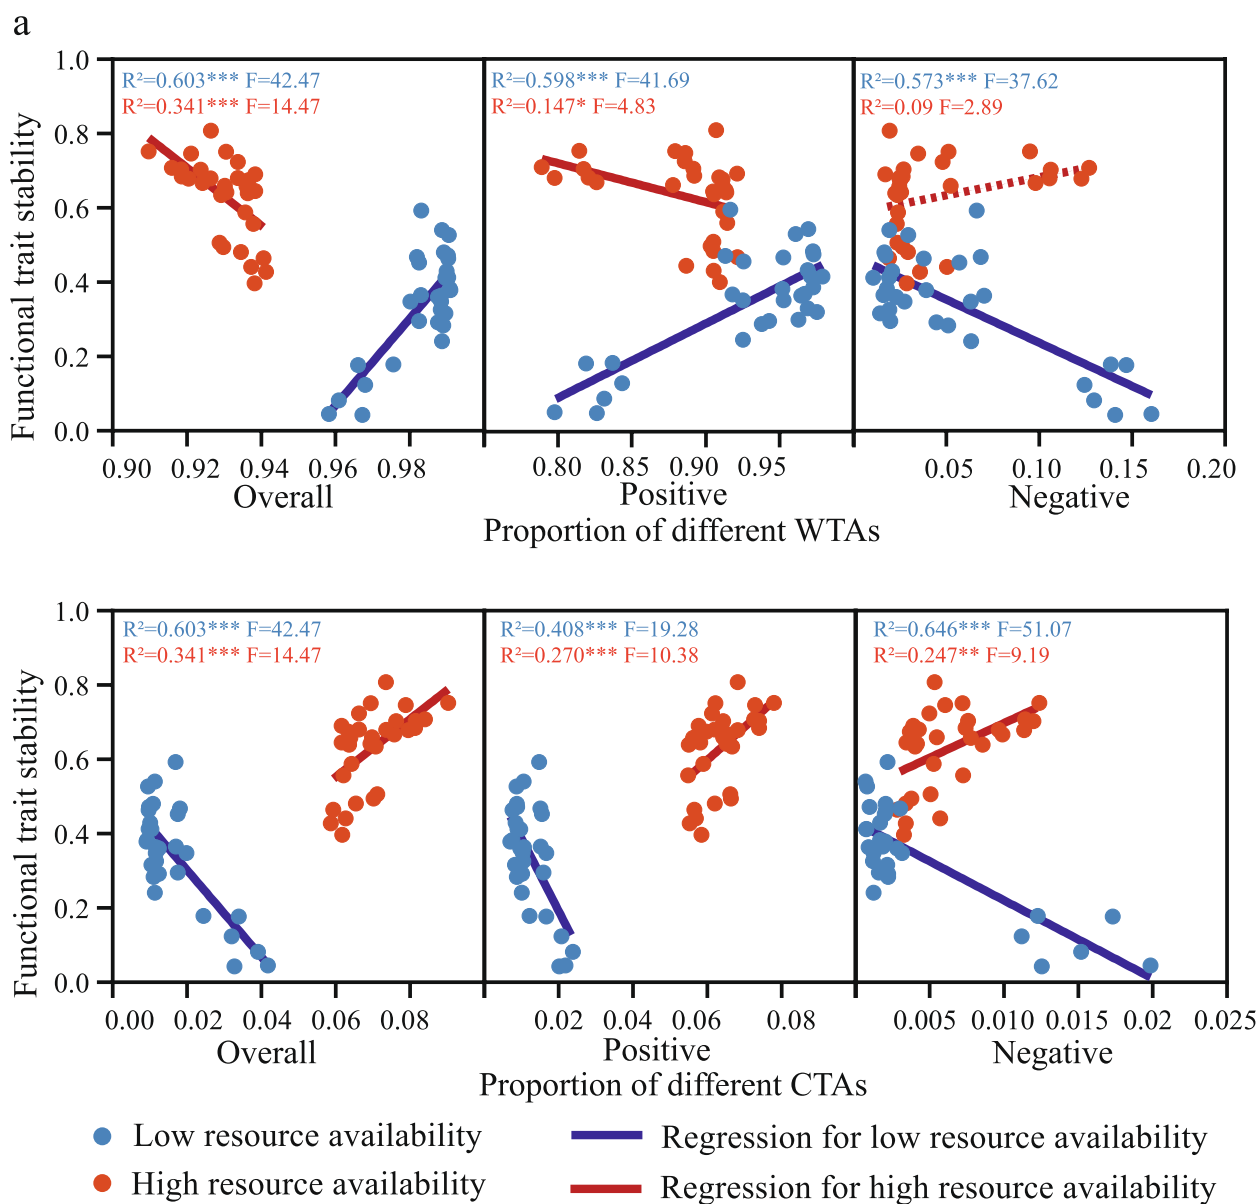 a
R²=0.603*** F=42.47
R²=0.341*** F=14.47
R²=0.598*** F=41.69
R²=0.147* F=4.83
R²=0.573*** F=37.62
R²=0.09 F=2.89
Functional trait stability
1.0
0.8
0.6
0.4
0.2
0.0
0.90 0.92 0.94 0.96 0.98
0.80 0.85 0.90 0.95
0.05 0.10 0.15 0.20
Overall
Positive
Negative
Proportion of different WTAs
R²=0.603*** F=42.47
R²=0.341*** F=14.47
R²=0.408*** F=19.28
R²=0.270*** F=10.38
R²=0.646*** F=51.07
R²=0.247** F=9.19
Functional trait stability
1.0
0.8
0.6
0.4
0.2
0.0
0.00 0.02 0.04 0.06 0.08
0.02 0.04 0.06 0.08
0.005 0.010 0.015 0.02 0.025
Overall
Positive
Negative
Proportion of different CTAs
Low resource availability
Regression for low resource availability
High resource availability
Regression for high resource availability